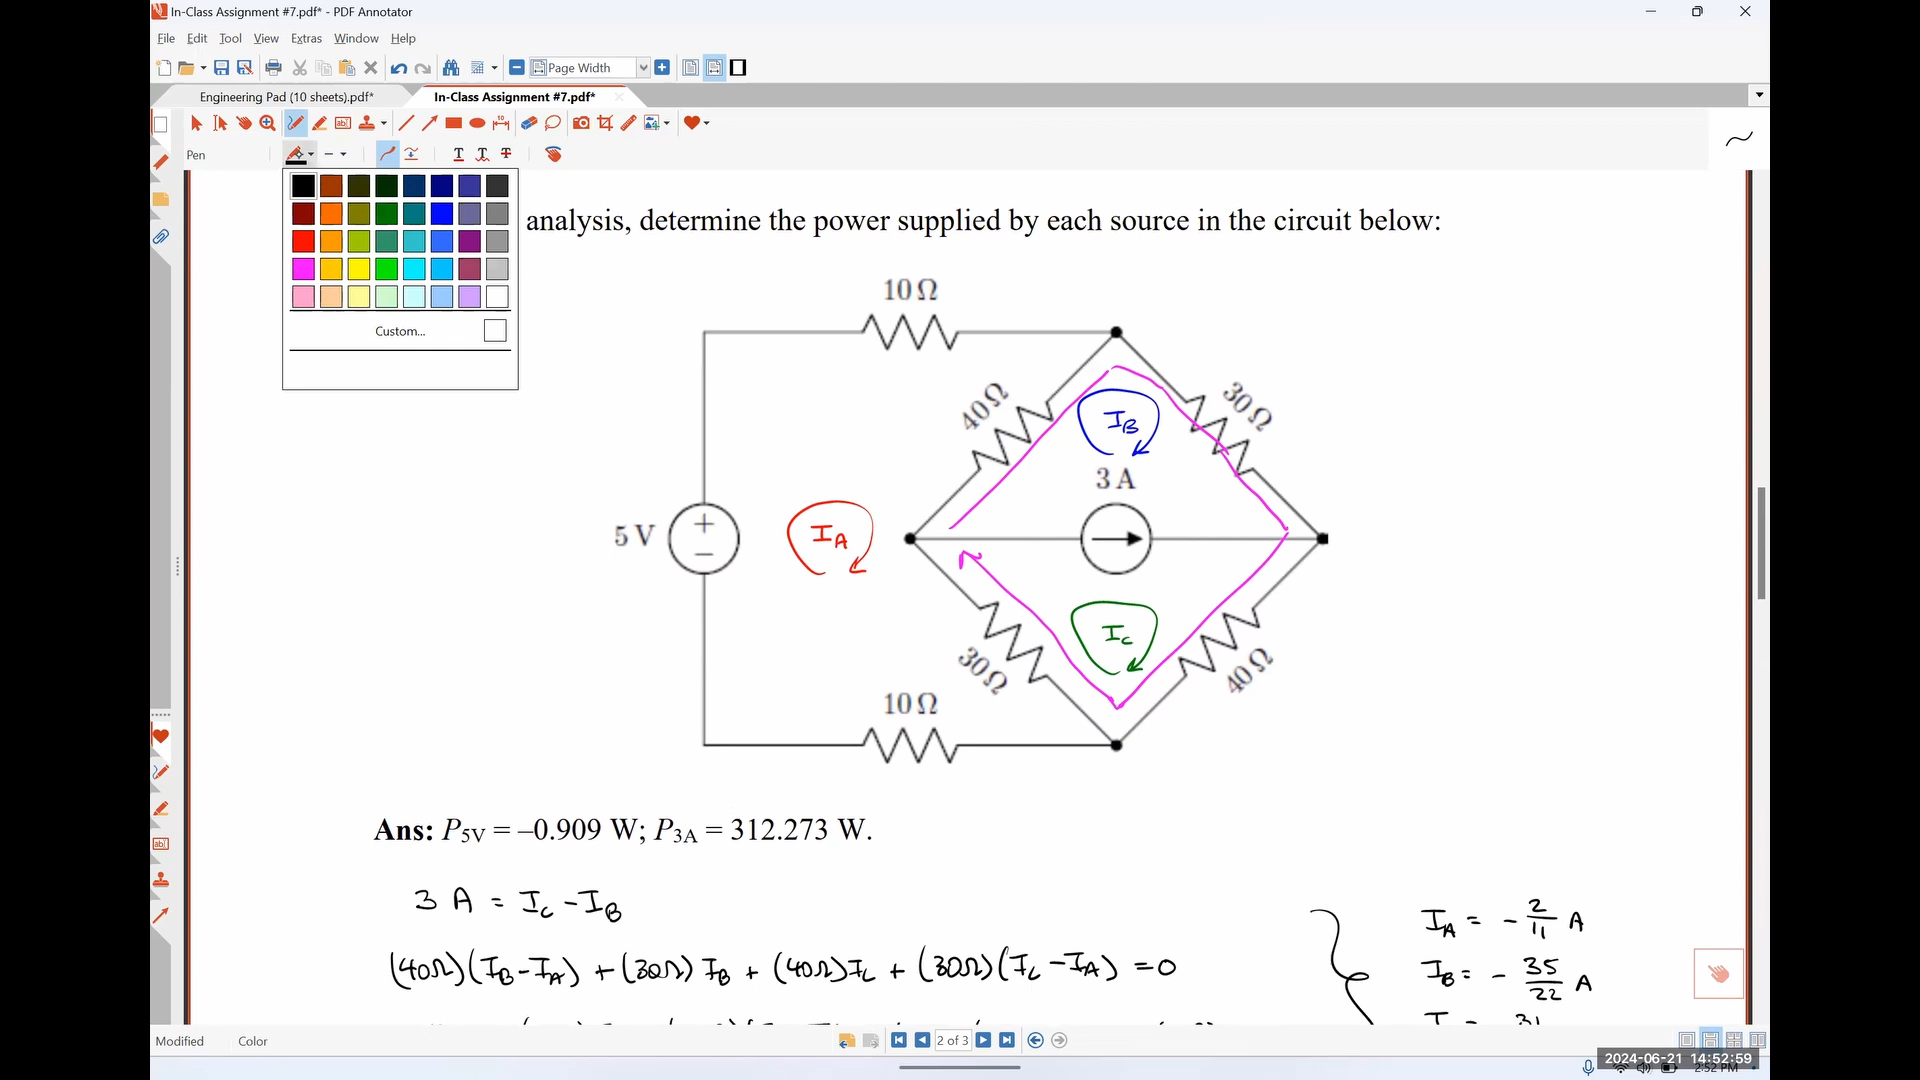 In-Class Assignment #7.pdf* - PDF Annotator
File Edit Tool View Extras Window Help
Page Width
Engineering Pad (10 sheets).pdf* In-Class Assignment #7.pdf*
Pen
Custom...
analysis, determine the power supplied by each source in the circuit below:
10 Ω
40 Ω
30 Ω
I_B
3 A
5 V
+
−
I_A
I_C
30 Ω
40 Ω
10 Ω
Ans: P5V = –0.909 W; P3A = 312.273 W.
3 A = I_C - I_B
(40Ω)(I_B - I_A) + (30Ω) I_B + (40Ω) I_C + (30Ω)(I_C - I_A) = 0
I_A = - 2/11 A
I_B = - 35/22 A
Modified Color
2 of 3
2024-06-21 14:52:59
2:52 PM